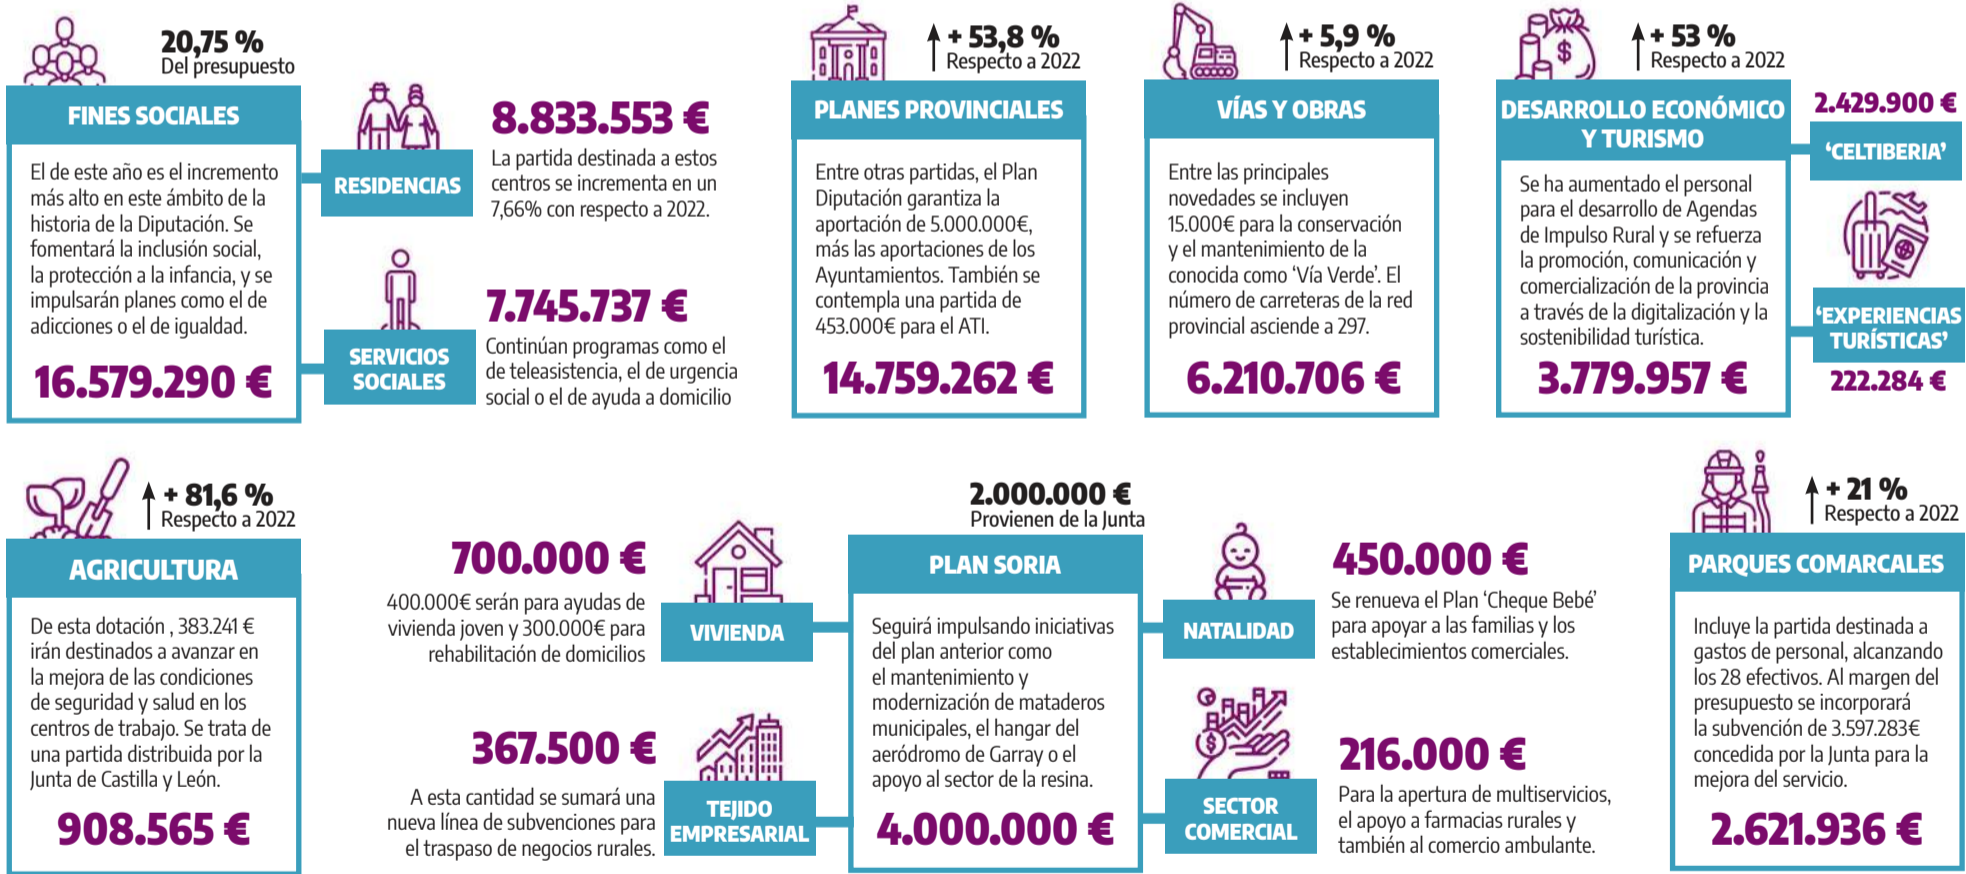 20,75 %
Del presupuesto
FINES SOCIALES
El de este año es el incremento
más alto en este ámbito de la
historia de la Diputación. Se
fomentará la inclusión social,
la protección a la infancia, y se
impulsarán planes como el de
adicciones o el de igualdad.
16.579.290 €
RESIDENCIAS
8.833.553 €
La partida destinada a estos
centros se incrementa en un
7,66% con respecto a 2022.
SERVICIOS
SOCIALES
7.745.737 €
Continúan programas como el
de teleasistencia, el de urgencia
social o el de ayuda a domicilio
+ 53,8 %
Respecto a 2022
PLANES PROVINCIALES
Entre otras partidas, el Plan
Diputación garantiza la
aportación de 5.000.000€,
más las aportaciones de los
Ayuntamientos. También se
contempla una partida de
453.000€ para el ATI.
14.759.262 €
+ 5,9 %
Respecto a 2022
VÍAS Y OBRAS
Entre las principales
novedades se incluyen
15.000€ para la conservación
y el mantenimiento de la
conocida como ‘Vía Verde’. El
número de carreteras de la red
provincial asciende a 297.
6.210.706 €
$
+ 53 %
Respecto a 2022
DESARROLLO ECONÓMICO
Y TURISMO
Se ha aumentado el personal
para el desarrollo de Agendas
de Impulso Rural y se refuerza
la promoción, comunicación y
comercialización de la provincia
a través de la digitalización y la
sostenibilidad turística.
3.779.957 €
2.429.900 €
‘CELTIBERIA’
‘EXPERIENCIAS
TURÍSTICAS’
222.284 €
+ 81,6 %
Respecto a 2022
AGRICULTURA
De esta dotación , 383.241 €
irán destinados a avanzar en
la mejora de las condiciones
de seguridad y salud en los
centros de trabajo. Se trata de
una partida distribuida por la
Junta de Castilla y León.
908.565 €
700.000 €
400.000€ serán para ayudas de
vivienda joven y 300.000€ para
rehabilitación de domicilios
VIVIENDA
367.500 €
A esta cantidad se sumará una
nueva línea de subvenciones para
el traspaso de negocios rurales.
TEJIDO
EMPRESARIAL
2.000.000 €
Provienen de la Junta
PLAN SORIA
Seguirá impulsando iniciativas
del plan anterior como
el mantenimiento y
modernización de mataderos
municipales, el hangar del
aeródromo de Garray o el
apoyo al sector de la resina.
4.000.000 €
NATALIDAD
450.000 €
Se renueva el Plan ‘Cheque Bebé’
para apoyar a las familias y los
establecimientos comerciales.
$
SECTOR
COMERCIAL
216.000 €
Para la apertura de multiservicios,
el apoyo a farmacias rurales y
también al comercio ambulante.
+ 21 %
Respecto a 2022
PARQUES COMARCALES
Incluye la partida destinada a
gastos de personal, alcanzando
los 28 efectivos. Al margen del
presupuesto se incorporará
la subvención de 3.597.283€
concedida por la Junta para la
mejora del servicio.
2.621.936 €